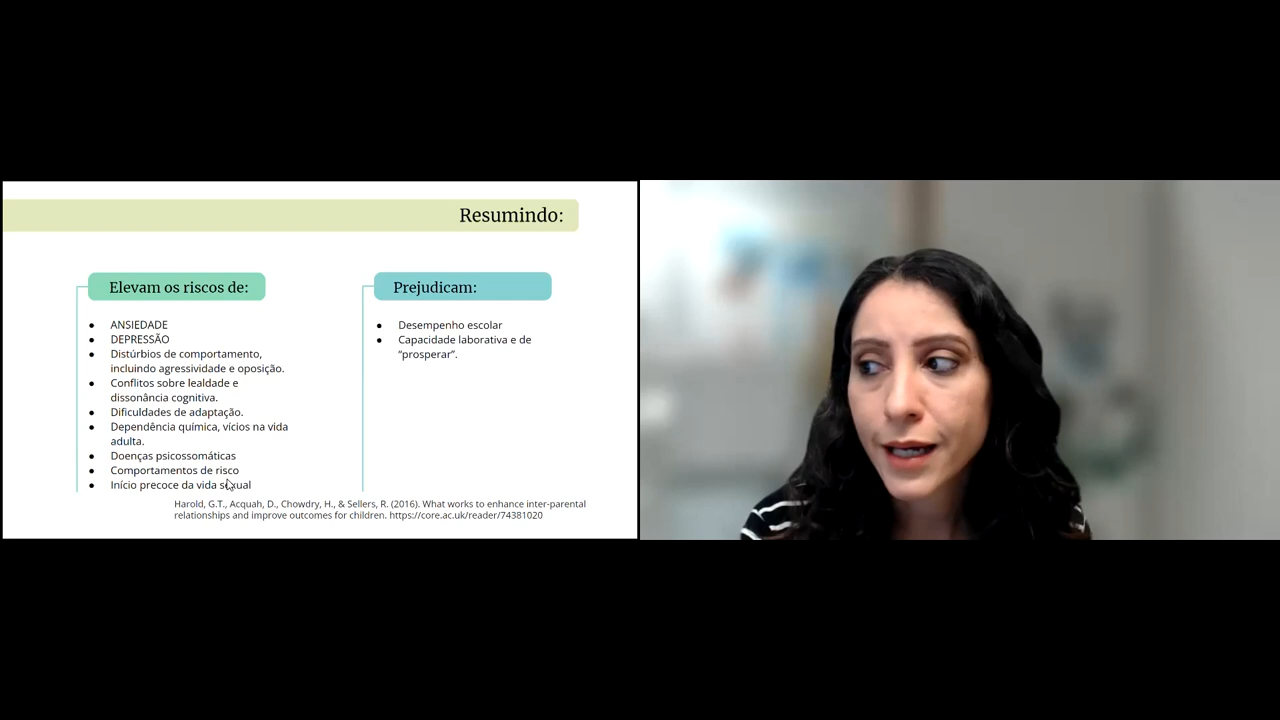 Resumindo:
Elevam os riscos de:
● ANSIEDADE
● DEPRESSÃO
● Distúrbios de comportamento,
incluindo agressividade e oposição.
● Conflitos sobre lealdade e
dissonância cognitiva.
● Dificuldades de adaptação.
● Dependência química, vícios na vida
adulta.
● Doenças psicossomáticas
● Comportamentos de risco
● Início precoce da vida sexual
Prejudicam:
● Desempenho escolar
● Capacidade laborativa e de
“prosperar”.
Harold, G.T., Acquah, D., Chowdry, H., & Sellers, R. (2016). What works to enhance inter-parental
relationships and improve outcomes for children. https://core.ac.uk/reader/74381020